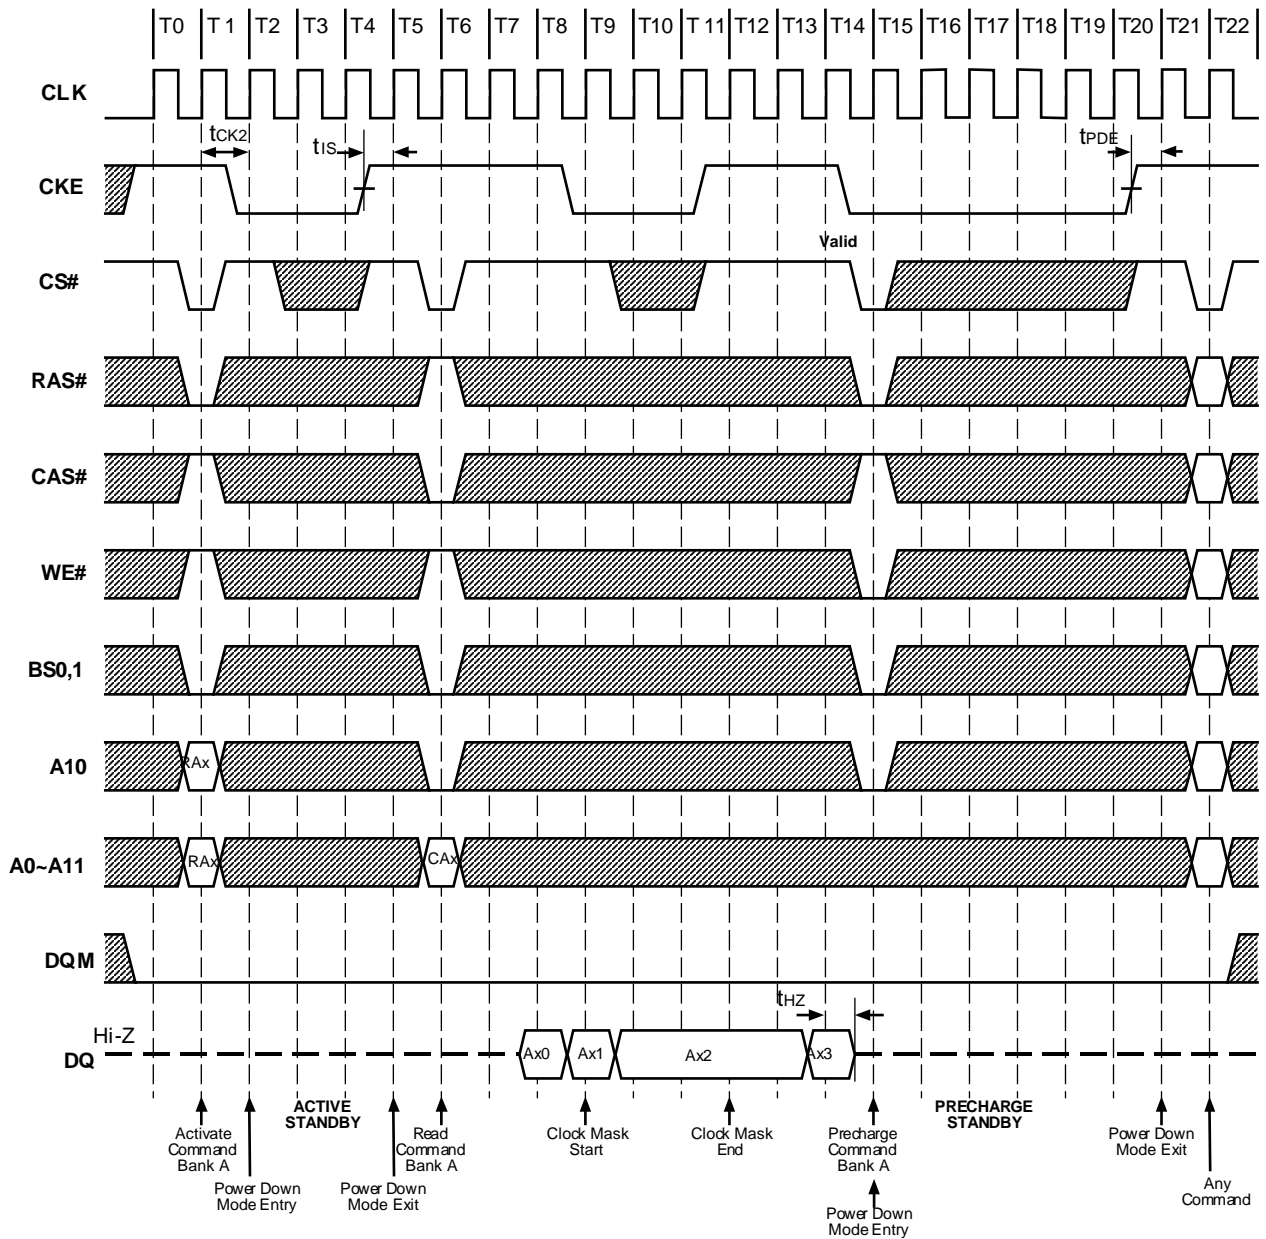 T0 T 1 T2 T3 T4 T5 T6 T7 T8 T9 T10 T 11 T12 T13 T14 T15 T16 T17 T18 T19 T20 T21 T22
CLK
tCK2
tIS
tPDE
CKE
Valid
CS#
RAS#
CAS#
WE#
BS0,1
A10
RAx
A0~A11
RAx
CAx
DQM
tHZ
Hi-Z
DQ
Ax0
Ax1
Ax2
Ax3
ACTIVE
STANDBY
PRECHARGE
STANDBY
Activate
Command
Bank A
Read
Command
Bank A
Clock Mask
Start
Clock Mask
End
Precharge
Command
Bank A
Power Down
Mode Exit
Power Down
Mode Entry
Power Down
Mode Exit
Any
Command
Power Down
Mode Entry